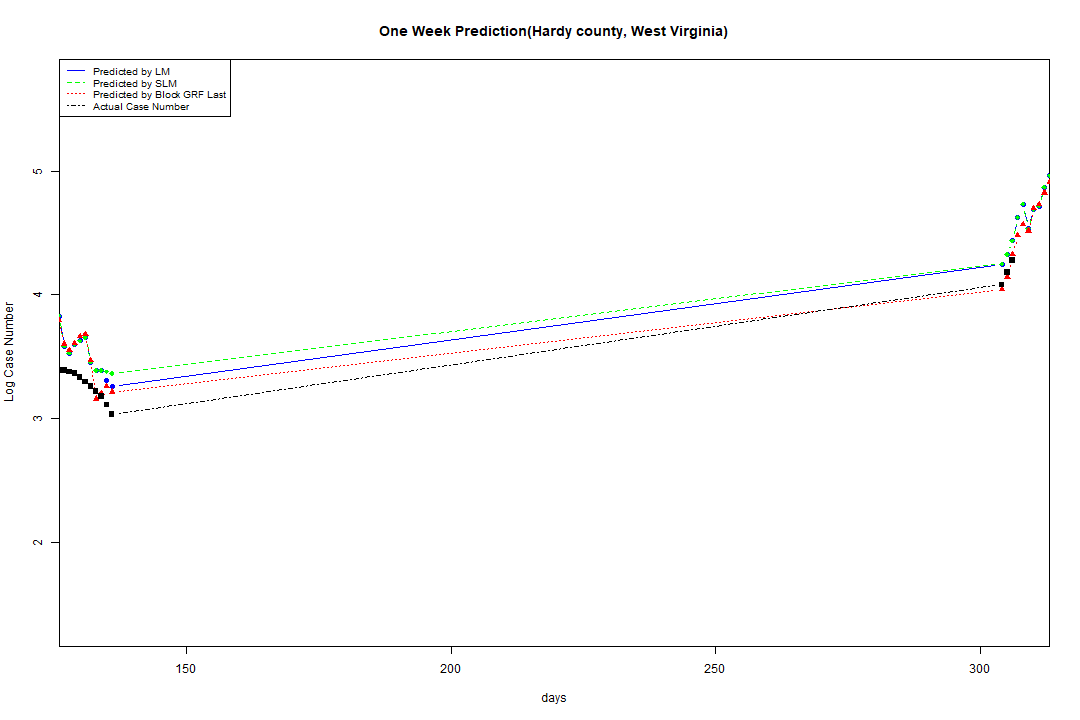 One Week Prediction(Hardy county, West Virginia)
Predicted by LM
Predicted by SLM
Predicted by Block GRF Last
Actual Case Number
Log Case Number
5
4
3
2
150 200 250 300
days